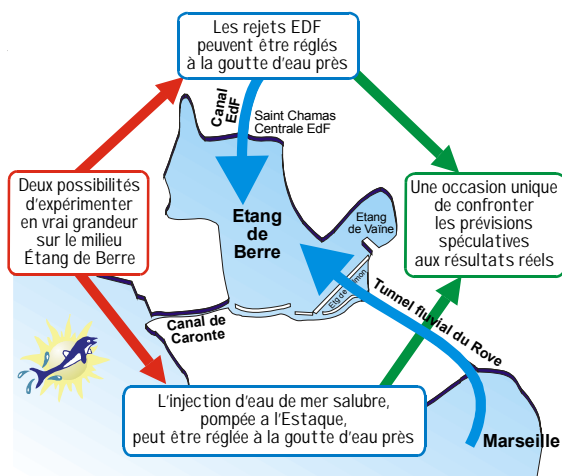 Les rejets EDF
peuvent être réglés
à la goutte d'eau près
Canal
EdF
Saint Chamas
Centrale EdF
Deux possibilités
d'expérimenter
en vrai grandeur
sur le milieu
Étang de Berre
Etang
de
Berre
Etang
de Vaïne
Une occasion unique
de confronter
les prévisions
spéculatives
aux résultats réels
Tunnel fluvial du Rove
Canal de
Caronte
L'injection d'eau de mer salubre,
pompée a l'Estaque,
peut être réglée à la goutte d'eau près
Marseille